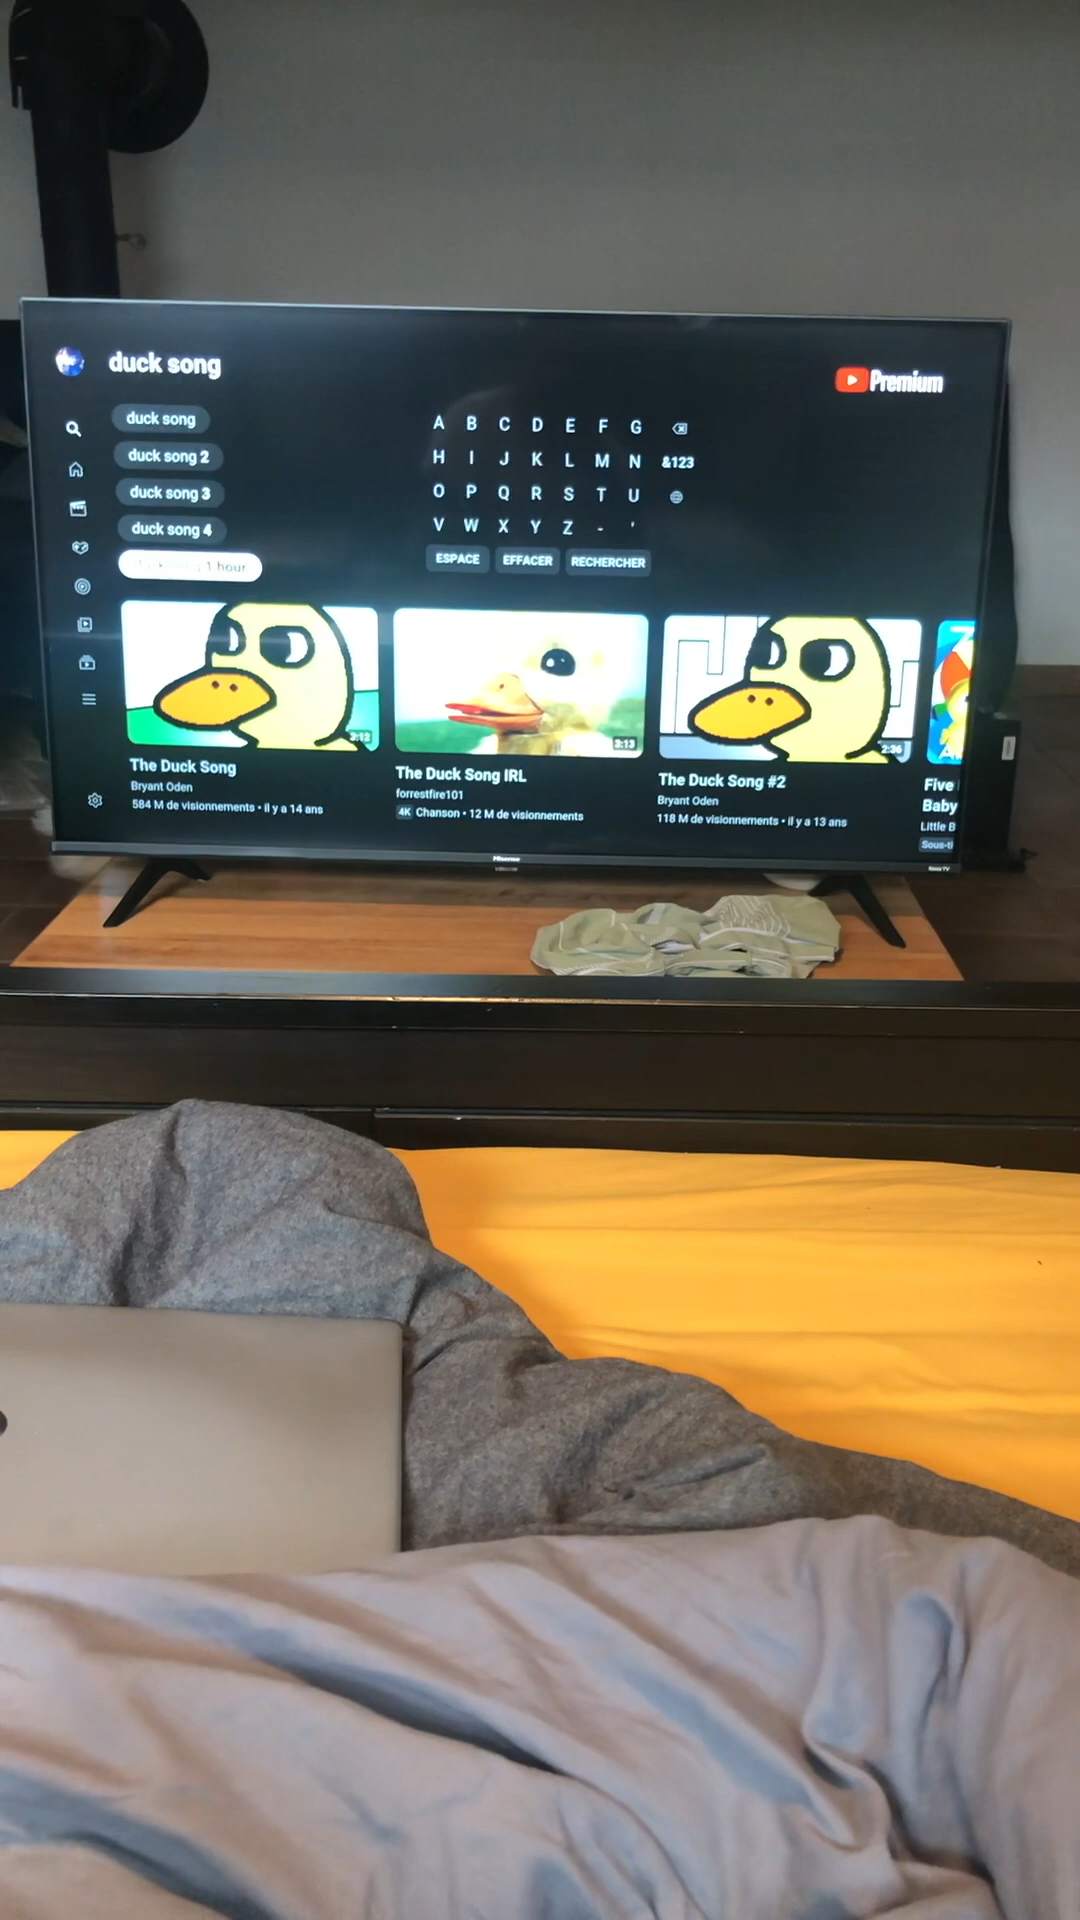 duck song
Premium
duck song
duck song 2
duck song 3
duck song 4
1 hour
A B C D E F G
H I J K L M N &123
O P Q R S T U
V W X Y Z - '
ESPACE EFFACER RECHERCHER
3:12
3:13
2:36
The Duck Song
Bryant Oden
584 M de visionnements • il y a 14 ans
The Duck Song IRL
forrestfire101
4K Chanson • 12 M de visionnements
The Duck Song #2
Bryant Oden
118 M de visionnements • il y a 13 ans
Five
Baby
Little B
Sous-ti
Hisense
Roku TV